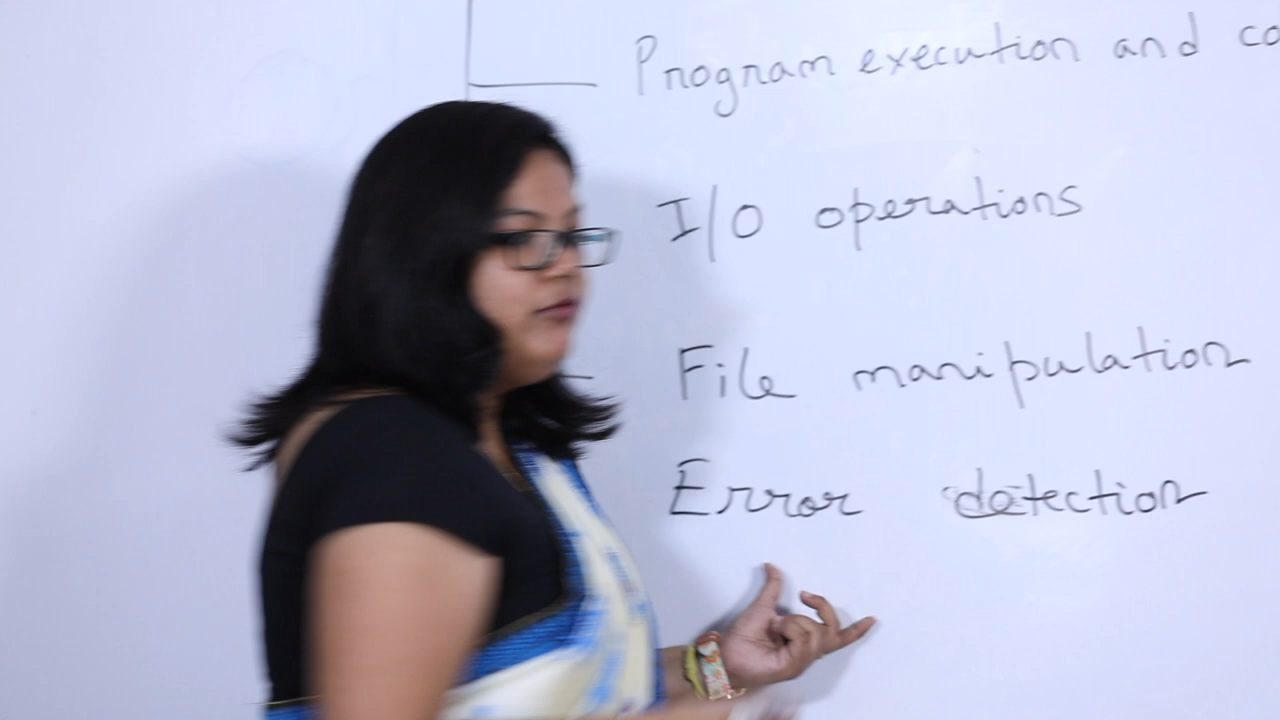 Program execution and co
I/O operations
File manipulation
Error detection